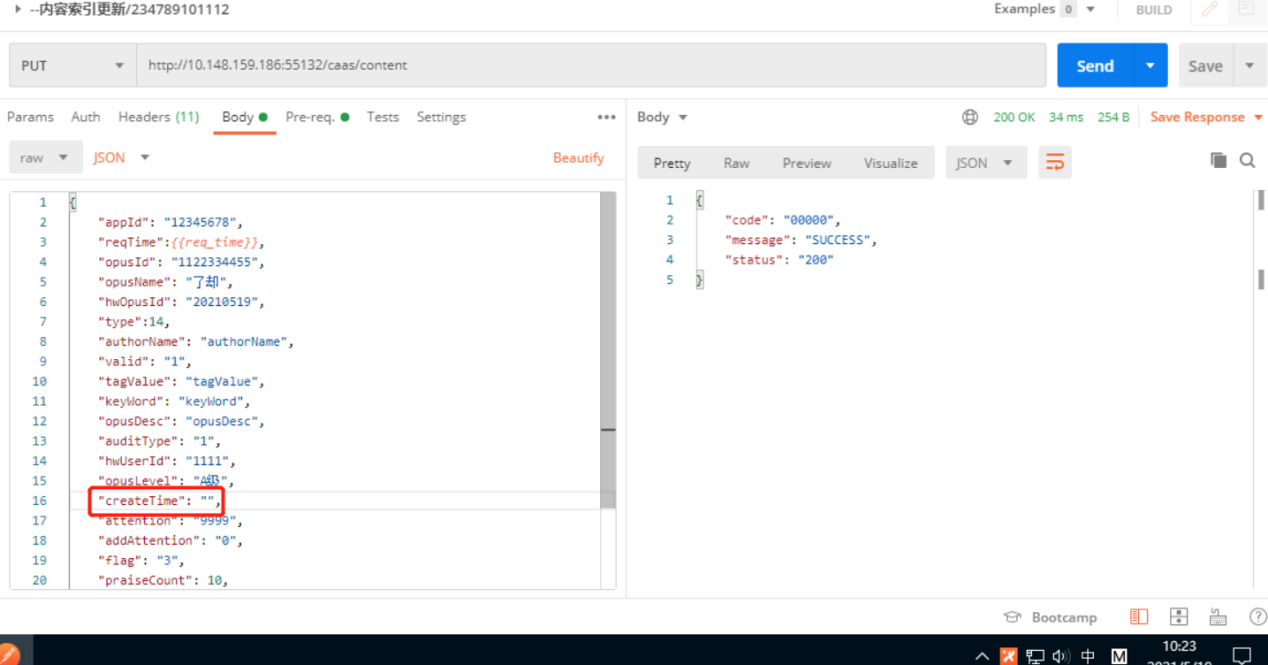 --内容索引更新/234789101112
Examples 0
BUILD
PUT
http://10.148.159.186:55132/caas/content
Send
Save
Params Auth Headers (11) Body Pre-req. Tests Settings
raw JSON
Beautify
1 {
2 "appId": "12345678",
3 "reqTime":{{req_time}},
4 "opusId": "1122334455",
5 "opusName": "了却",
6 "hwOpusId": "20210519",
7 "type":14,
8 "authorName": "authorName",
9 "valid": "1",
10 "tagValue": "tagValue",
11 "keyWord": "keyWord",
12 "opusDesc": "opusDesc",
13 "auditType": "1",
14 "hwUserId": "1111",
15 "opusLevel": "A级",
16 "createTime": "",
17 "attention": "9999",
18 "addAttention": "0",
19 "flag": "3",
20 "praiseCount": 10,
Body
200 OK 34 ms 254 B Save Response
Pretty Raw Preview Visualize JSON
1 {
2 "code": "00000",
3 "message": "SUCCESS",
4 "status": "200"
5 }
Bootcamp
中 M
10:23
2021/5/19